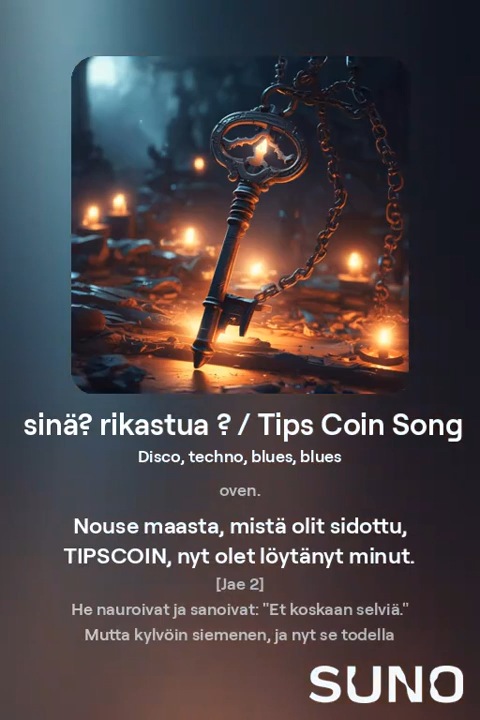 sinä? rikastua ? / Tips Coin Song
Disco, techno, blues, blues
oven.
Nouse maasta, mistä olit sidottu,
TIPSCOIN, nyt olet löytänyt minut.
[Jae 2]
He nauroivat ja sanoivat: "Et koskaan selviä."
Mutta kylvöin siemenen, ja nyt se todella
SUNO